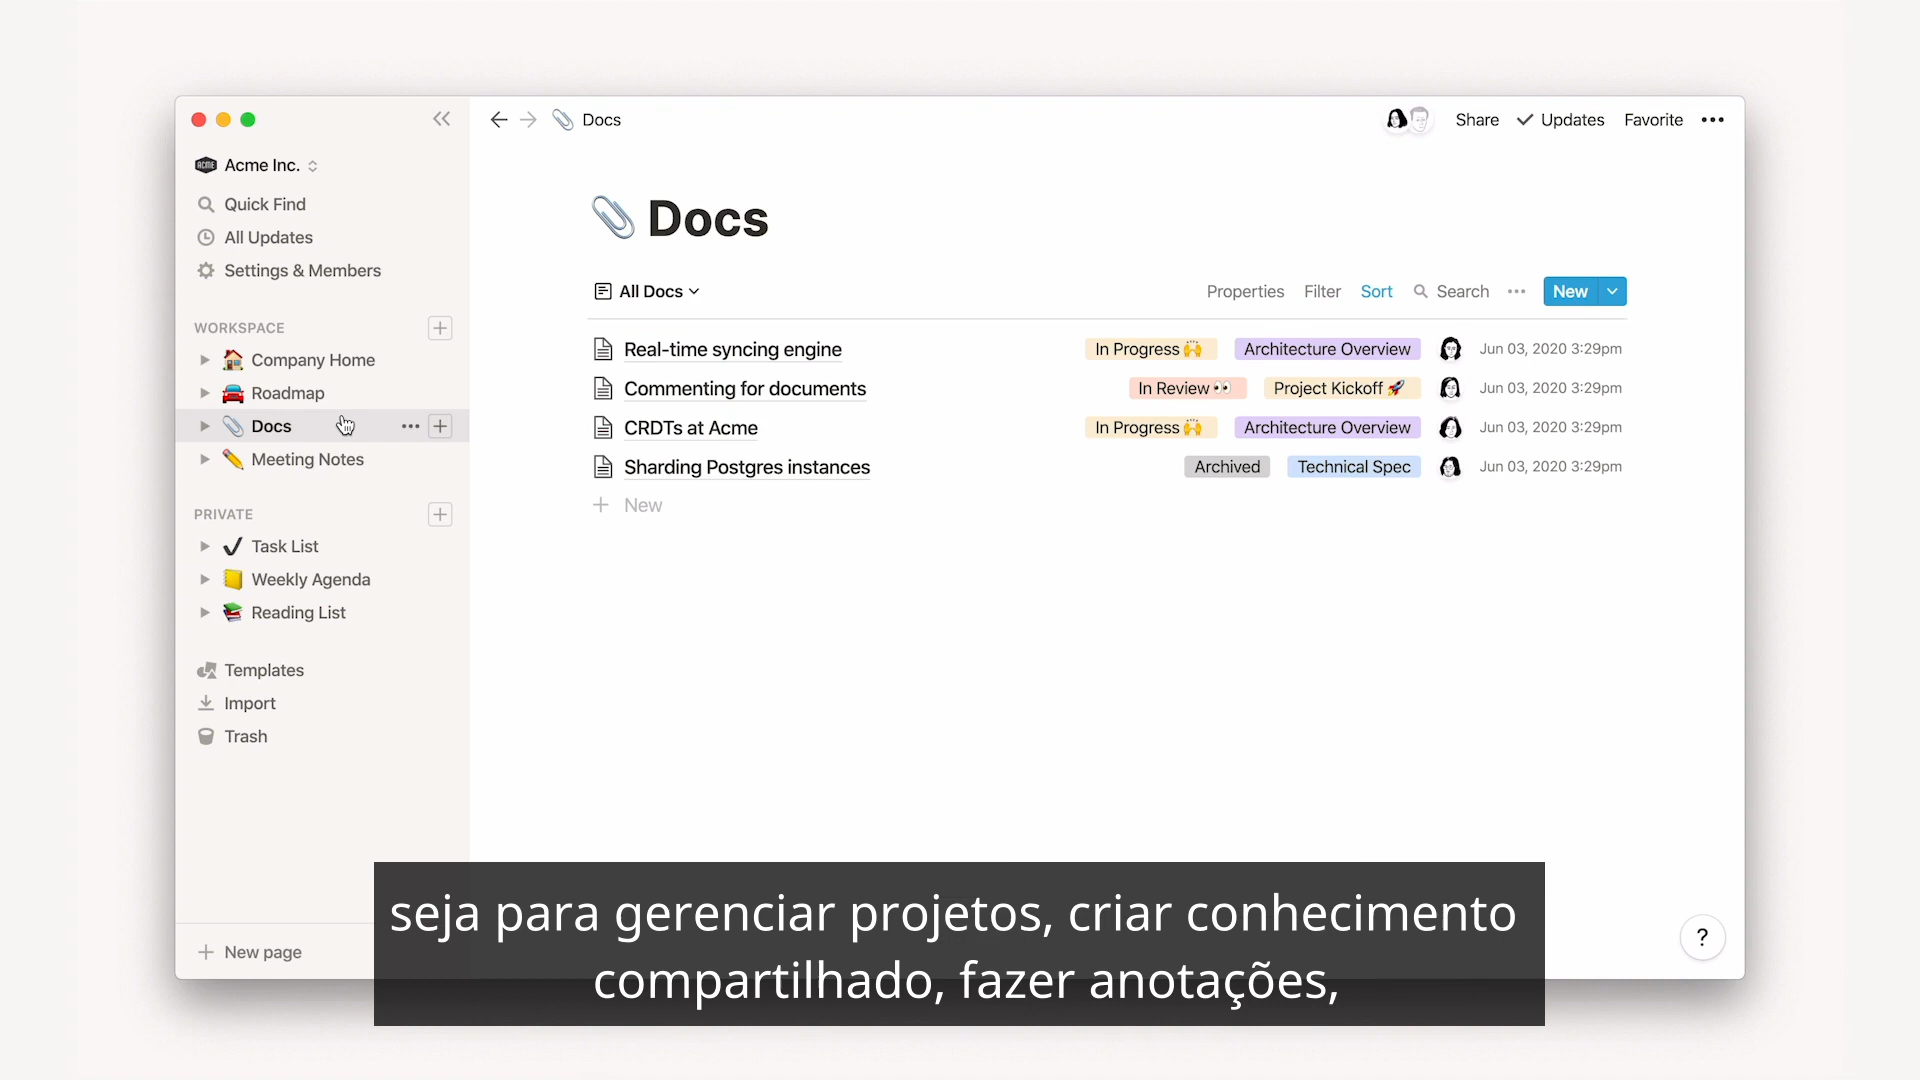 Docs
Share
Updates
Favorite
ACME
Acme Inc.
Quick Find
All Updates
Settings & Members
WORKSPACE
Company Home
Roadmap
Docs
Meeting Notes
PRIVATE
Task List
Weekly Agenda
Reading List
Templates
Import
Trash
New page
Docs
All Docs
Properties Filter Sort Search New
Real-time syncing engine In Progress 🙌 Architecture Overview Jun 03, 2020 3:29pm
Commenting for documents In Review 👀 Project Kickoff 🚀 Jun 03, 2020 3:29pm
CRDTs at Acme In Progress 🙌 Architecture Overview Jun 03, 2020 3:29pm
Sharding Postgres instances Archived Technical Spec Jun 03, 2020 3:29pm
New
?
seja para gerenciar projetos, criar conhecimento
compartilhado, fazer anotações,